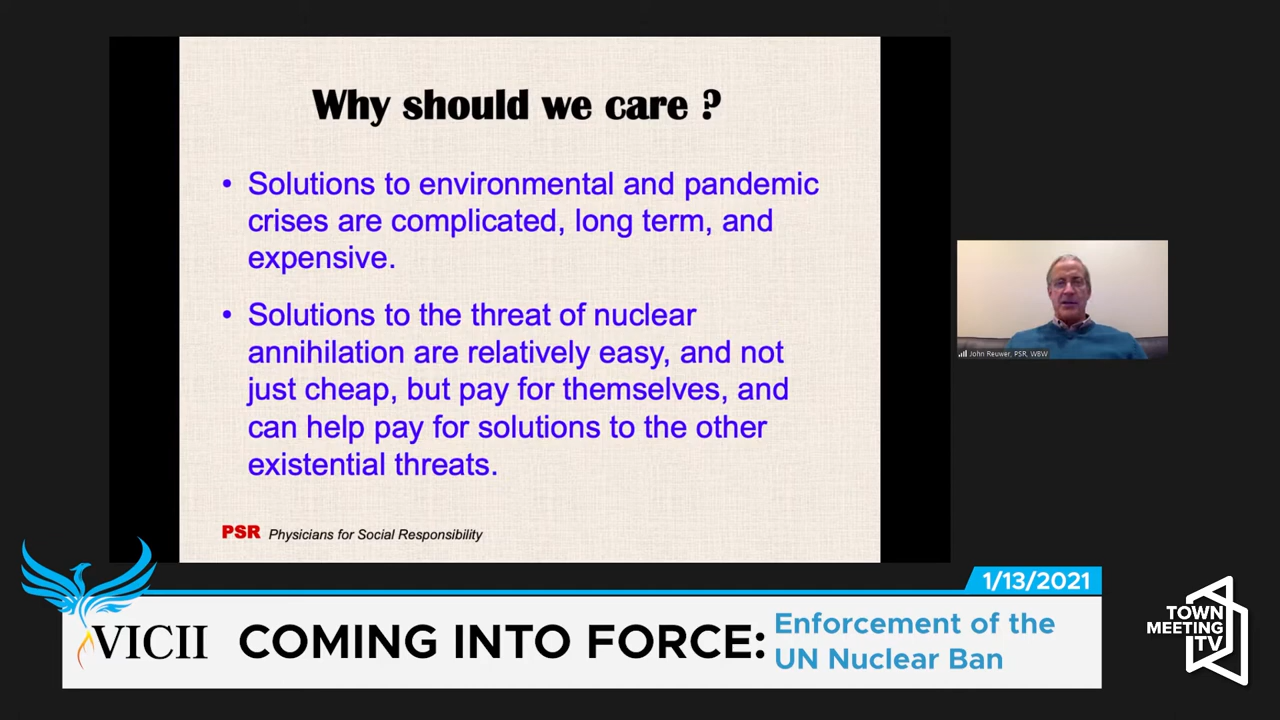 Why should we care ?
• Solutions to environmental and pandemic
crises are complicated, long term, and
expensive.
• Solutions to the threat of nuclear
annihilation are relatively easy, and not
just cheap, but pay for themselves, and
can help pay for solutions to the other
existential threats.
PSR Physicians for Social Responsibility
John Reuwer, PSR, WBW
1/13/2021
VICII
COMING INTO FORCE:
Enforcement of the
UN Nuclear Ban
TOWN
MEETING
TV